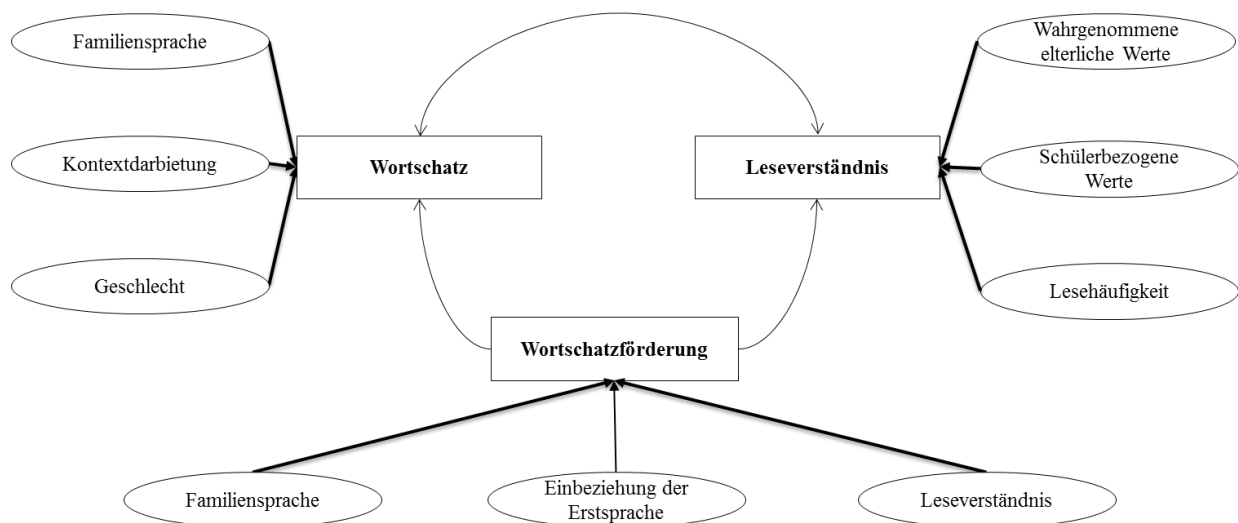 Familiensprache
Wahrgenommene
elterliche Werte
Kontextdarbietung
Wortschatz
Leseverständnis
Schülerbezogene
Werte
Geschlecht
Lesehäufigkeit
Wortschatzförderung
Familiensprache
Einbeziehung der
Erstsprache
Leseverständnis